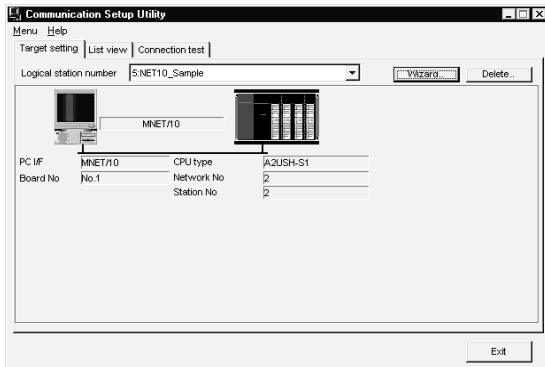 Communication Setup Utility
Menu Help
Target setting List view Connection test
Logical station number 5:NET10_Sample Wizard... Delete..
MNET/10
PC I/F MNET/10 CPU type A2USH-S1
Board No No.1 Network No 2
Station No 2
Exit